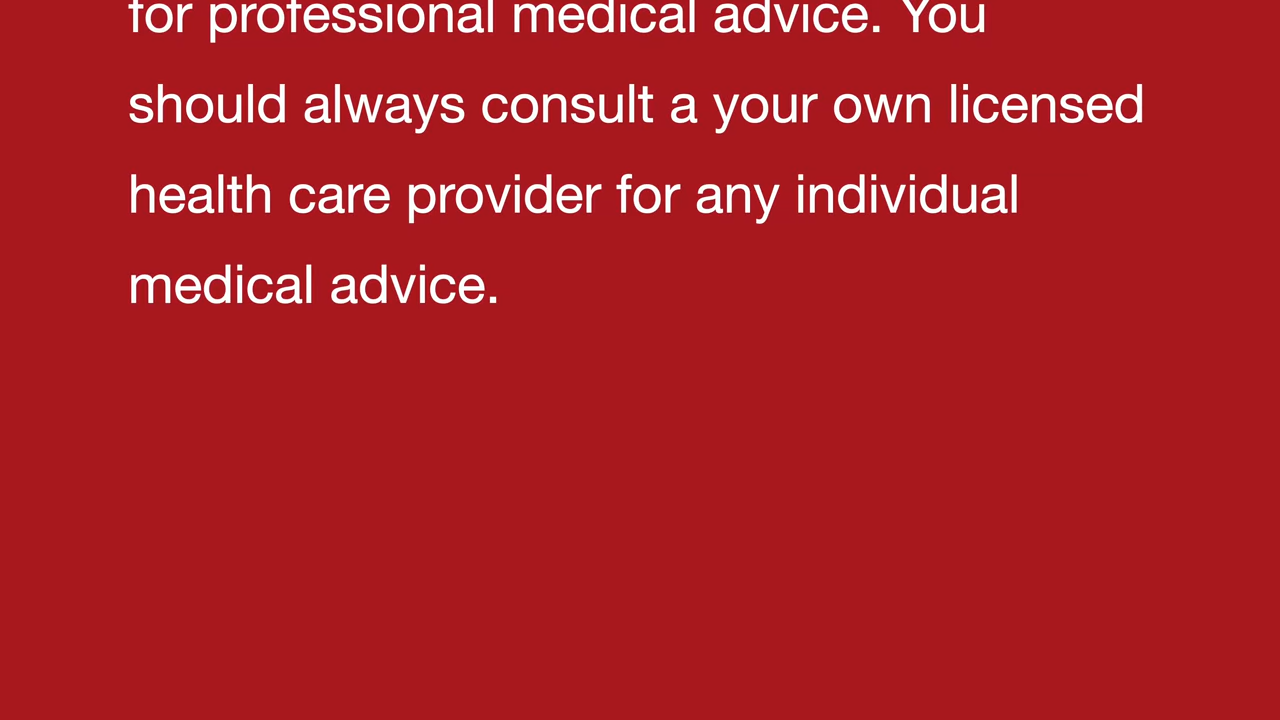 for professional medical advice. You
should always consult a your own licensed
health care provider for any individual
medical advice.